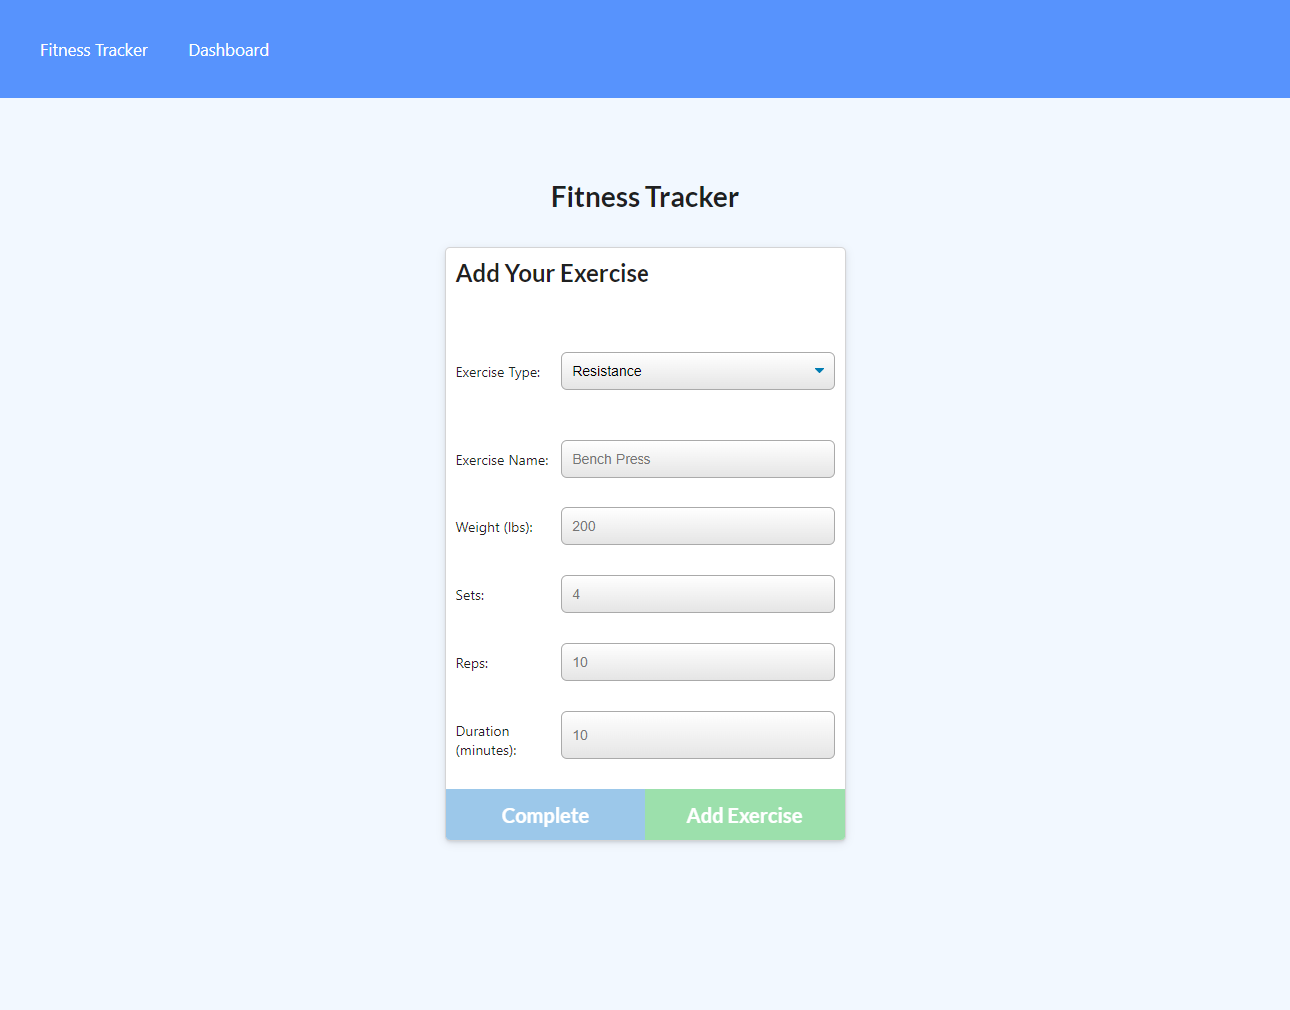 Fitness Tracker Dashboard
Fitness Tracker
Add Your Exercise
Exercise Type: Resistance
Exercise Name: Bench Press
Weight (lbs): 200
Sets: 4
Reps: 10
Duration
(minutes): 10
Complete Add Exercise